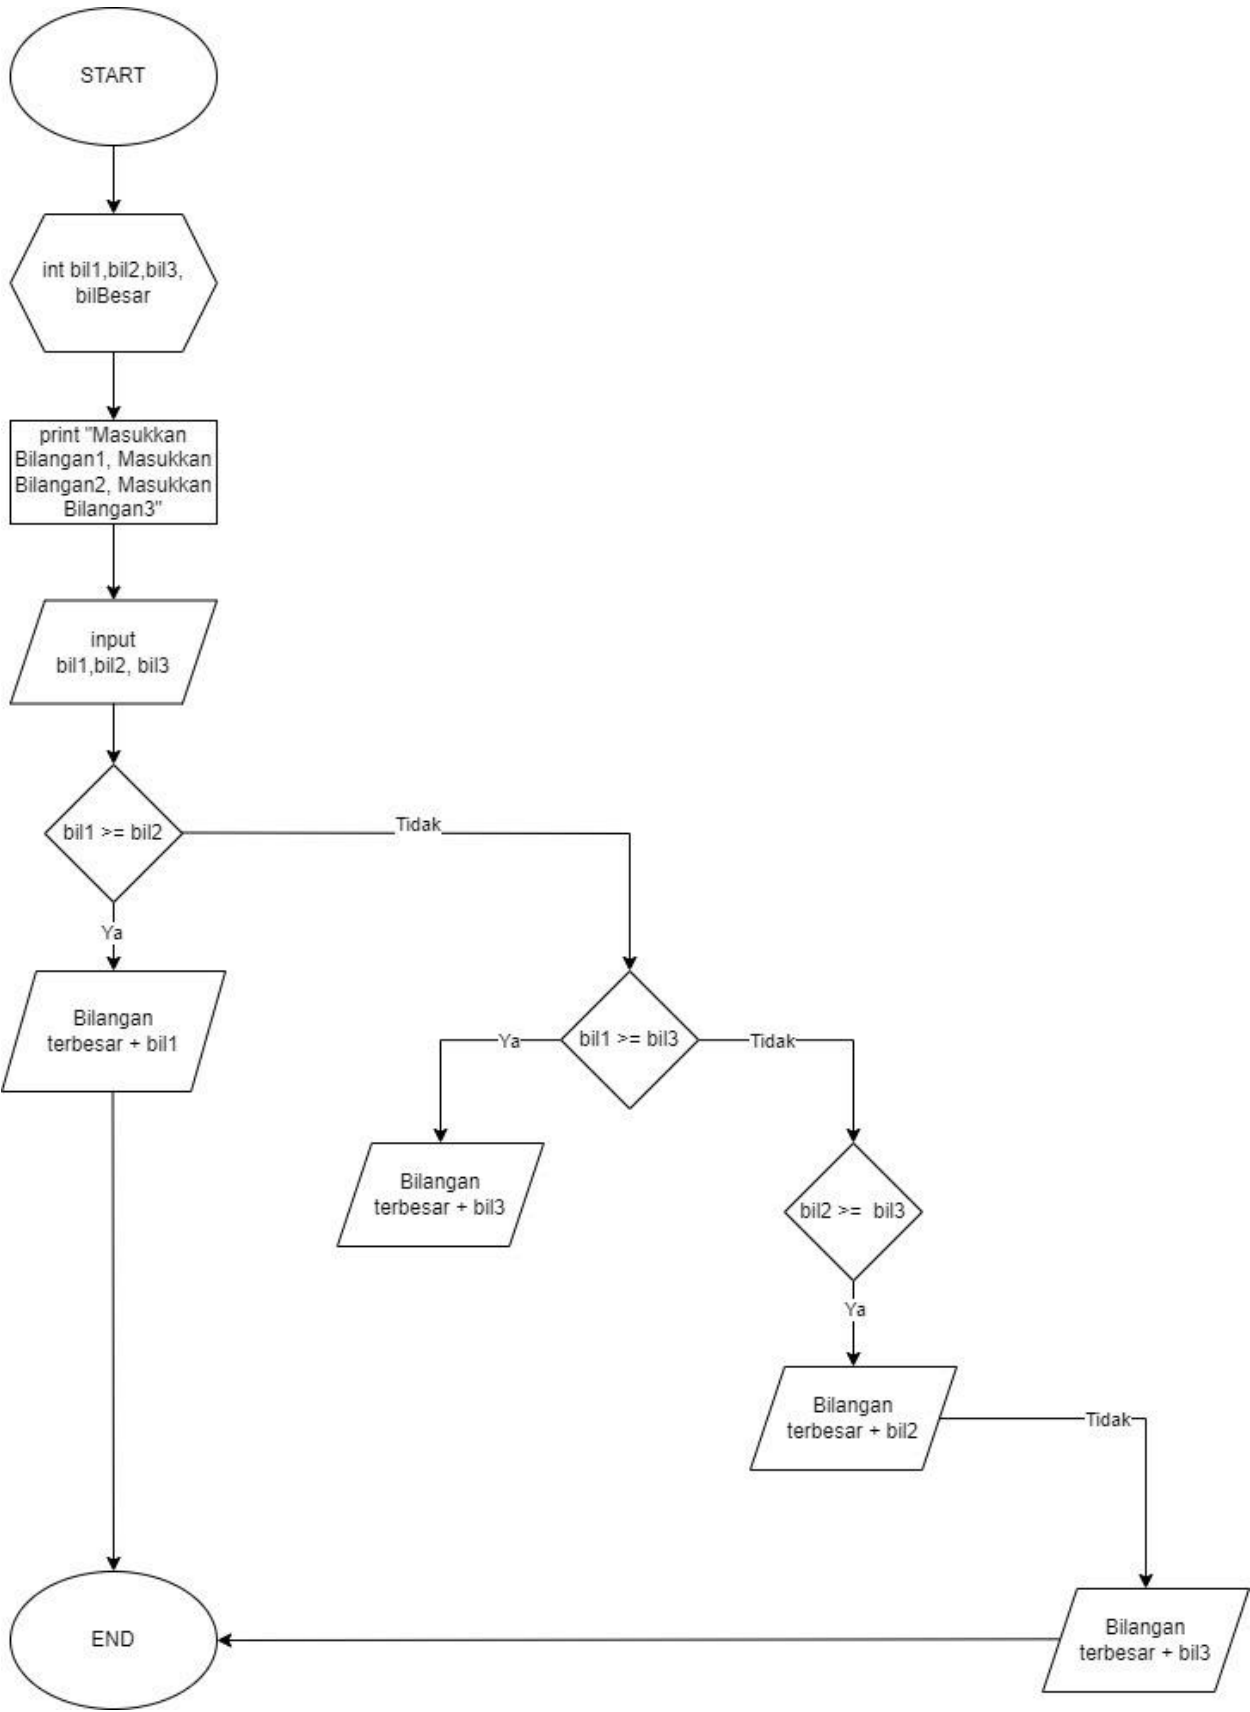 START
int bil1,bil2,bil3,
bilBesar
print "Masukkan
Bilangan1, Masukkan
Bilangan2, Masukkan
Bilangan3"
input
bil1,bil2, bil3
bil1 >= bil2
Tidak
Ya
Bilangan
terbesar + bil1
bil1 >= bil3
Ya
Tidak
Bilangan
terbesar + bil3
bil2 >= bil3
Ya
Bilangan
terbesar + bil2
Tidak
Bilangan
terbesar + bil3
END